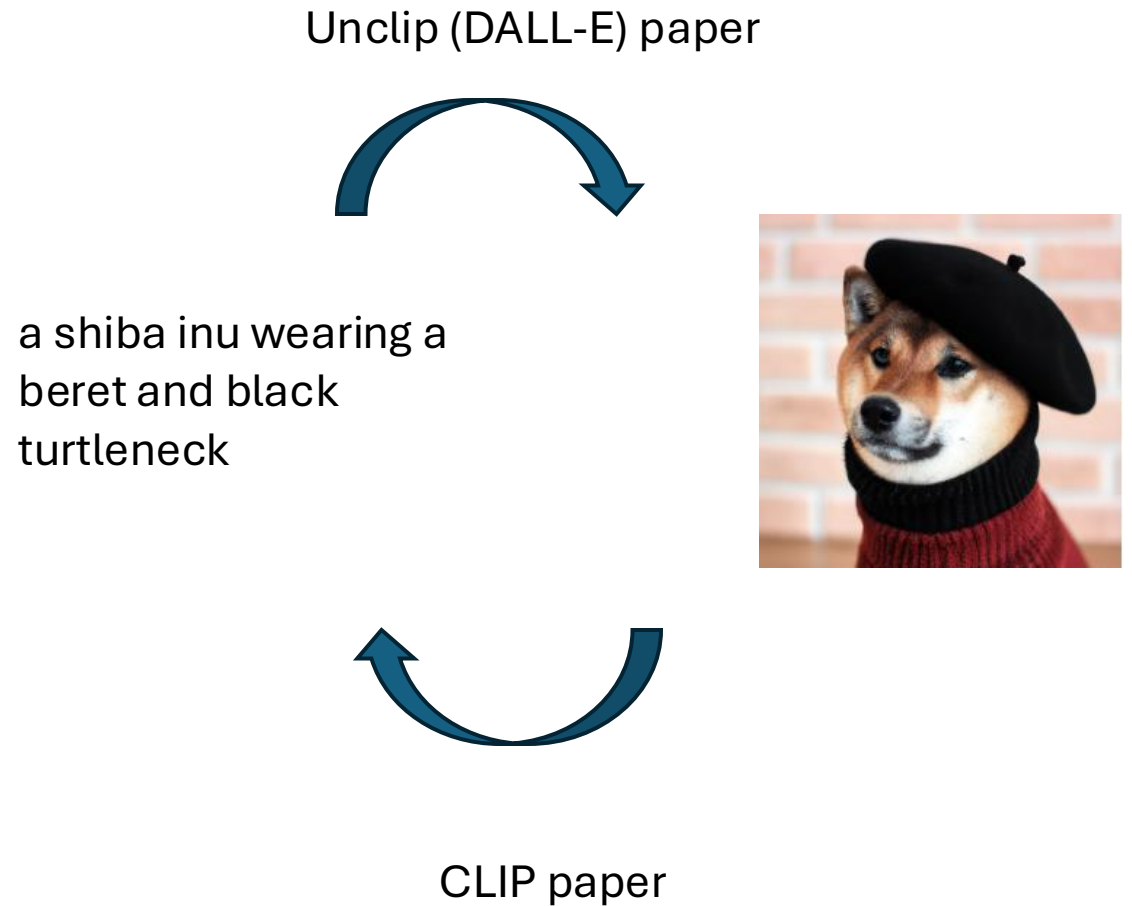 Unclip (DALL-E) paper
a shiba inu wearing a
beret and black
turtleneck
CLIP paper